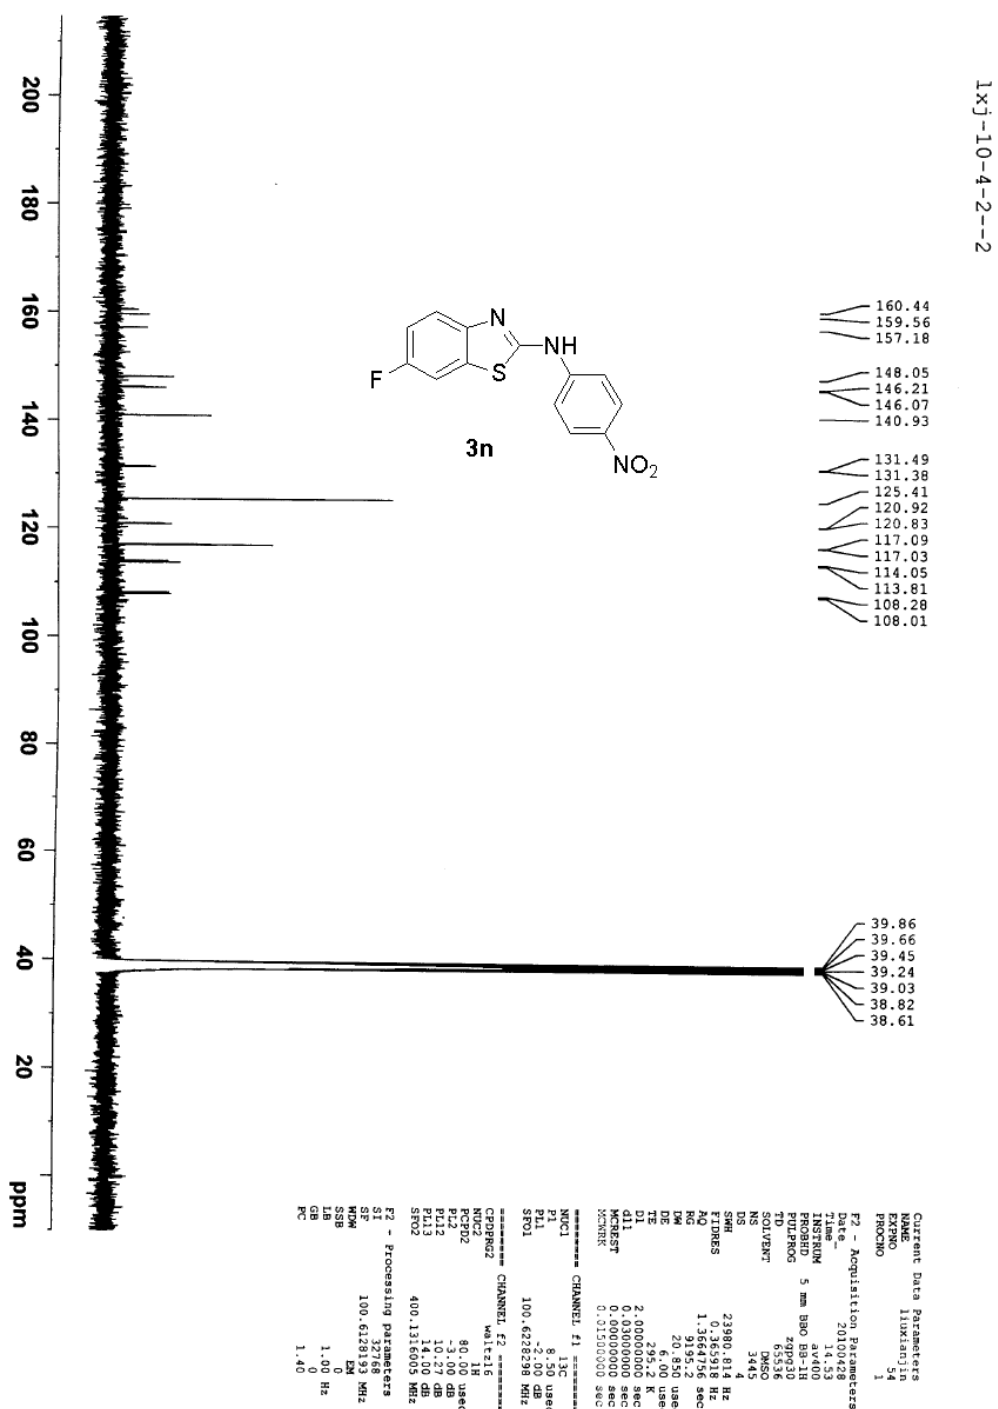 lxj-10-4-2--2
160.44
159.56
157.18
148.05
146.21
146.07
140.93
131.49
131.38
125.41
120.92
120.83
117.09
117.03
114.05
113.81
108.28
108.01
N
NH
S
F
3n
NO2
39.86
39.66
39.45
39.24
39.03
38.82
38.61
200 180 160 140 120 100 80 60 40 20 ppm
Current Data Parameters
NAME liuxianjin
EXPNO 54
PROCNO 1
F2 - Acquisition Parameters
Date_ 20100428
Time 14.53
INSTRUM av400
PROBHD 5 mm BBO BB-1H
PULPROG zgpg30
TD 65536
SOLVENT DMSO
NS 3445
DS 4
SWH 23980.814 Hz
FIDRES 0.365918 Hz
AQ 1.3664756 sec
RG 9195.2
DW 20.850 usec
DE 6.00 usec
TE 295.2 K
D1 2.00000000 sec
d11 0.03000000 sec
MCREST 0.00000000 sec
MCWRK 0.01500000 sec
======== CHANNEL f1 ========
NUC1 13C
P1 8.50 usec
PL1 -2.00 dB
SFO1 100.6228298 MHz
======== CHANNEL f2 ========
CPDPRG2 waltz16
NUC2 1H
PCPD2 80.00 usec
PL2 -3.00 dB
PL12 10.27 dB
PL13 14.00 dB
SFO2 400.1316005 MHz
F2 - Processing parameters
SI 32768
SF 100.6128193 MHz
WDW EM
SSB 0
LB 1.00 Hz
GB 0
PC 1.40